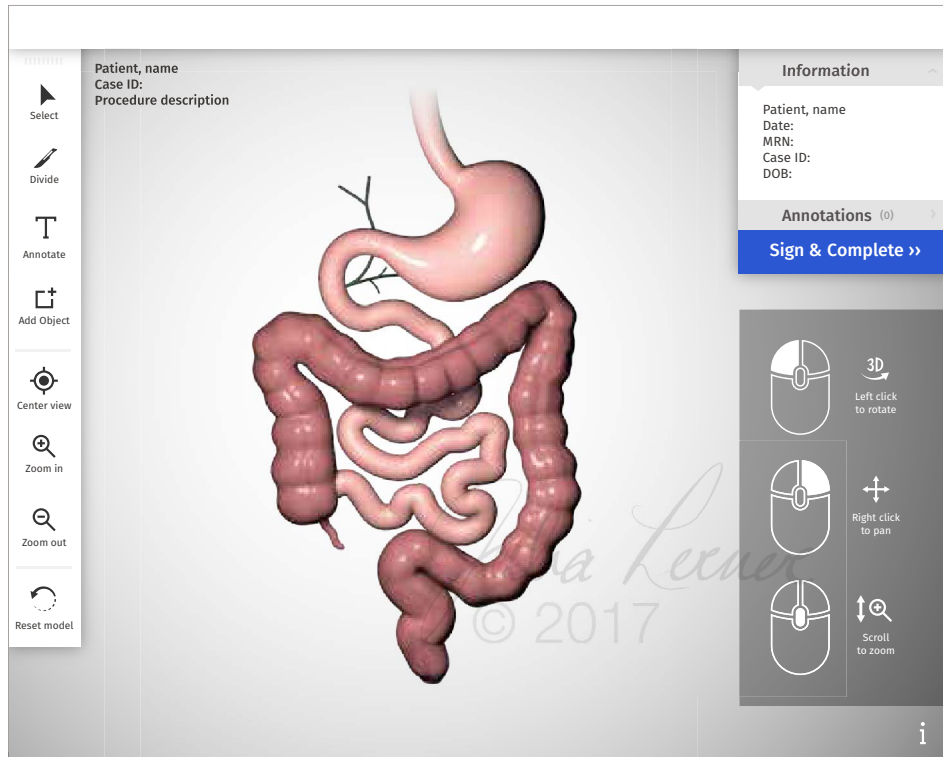 Patient, name
Case ID:
Procedure description
Select
Divide
Annotate
Add Object
Center view
Zoom in
Zoom out
Reset model
Information
Patient, name
Date:
MRN:
Case ID:
DOB:
Annotations (0)
Sign & Complete ››
3D
Left click
to rotate
Right click
to pan
Scroll
to zoom
i
Lerner
© 2017